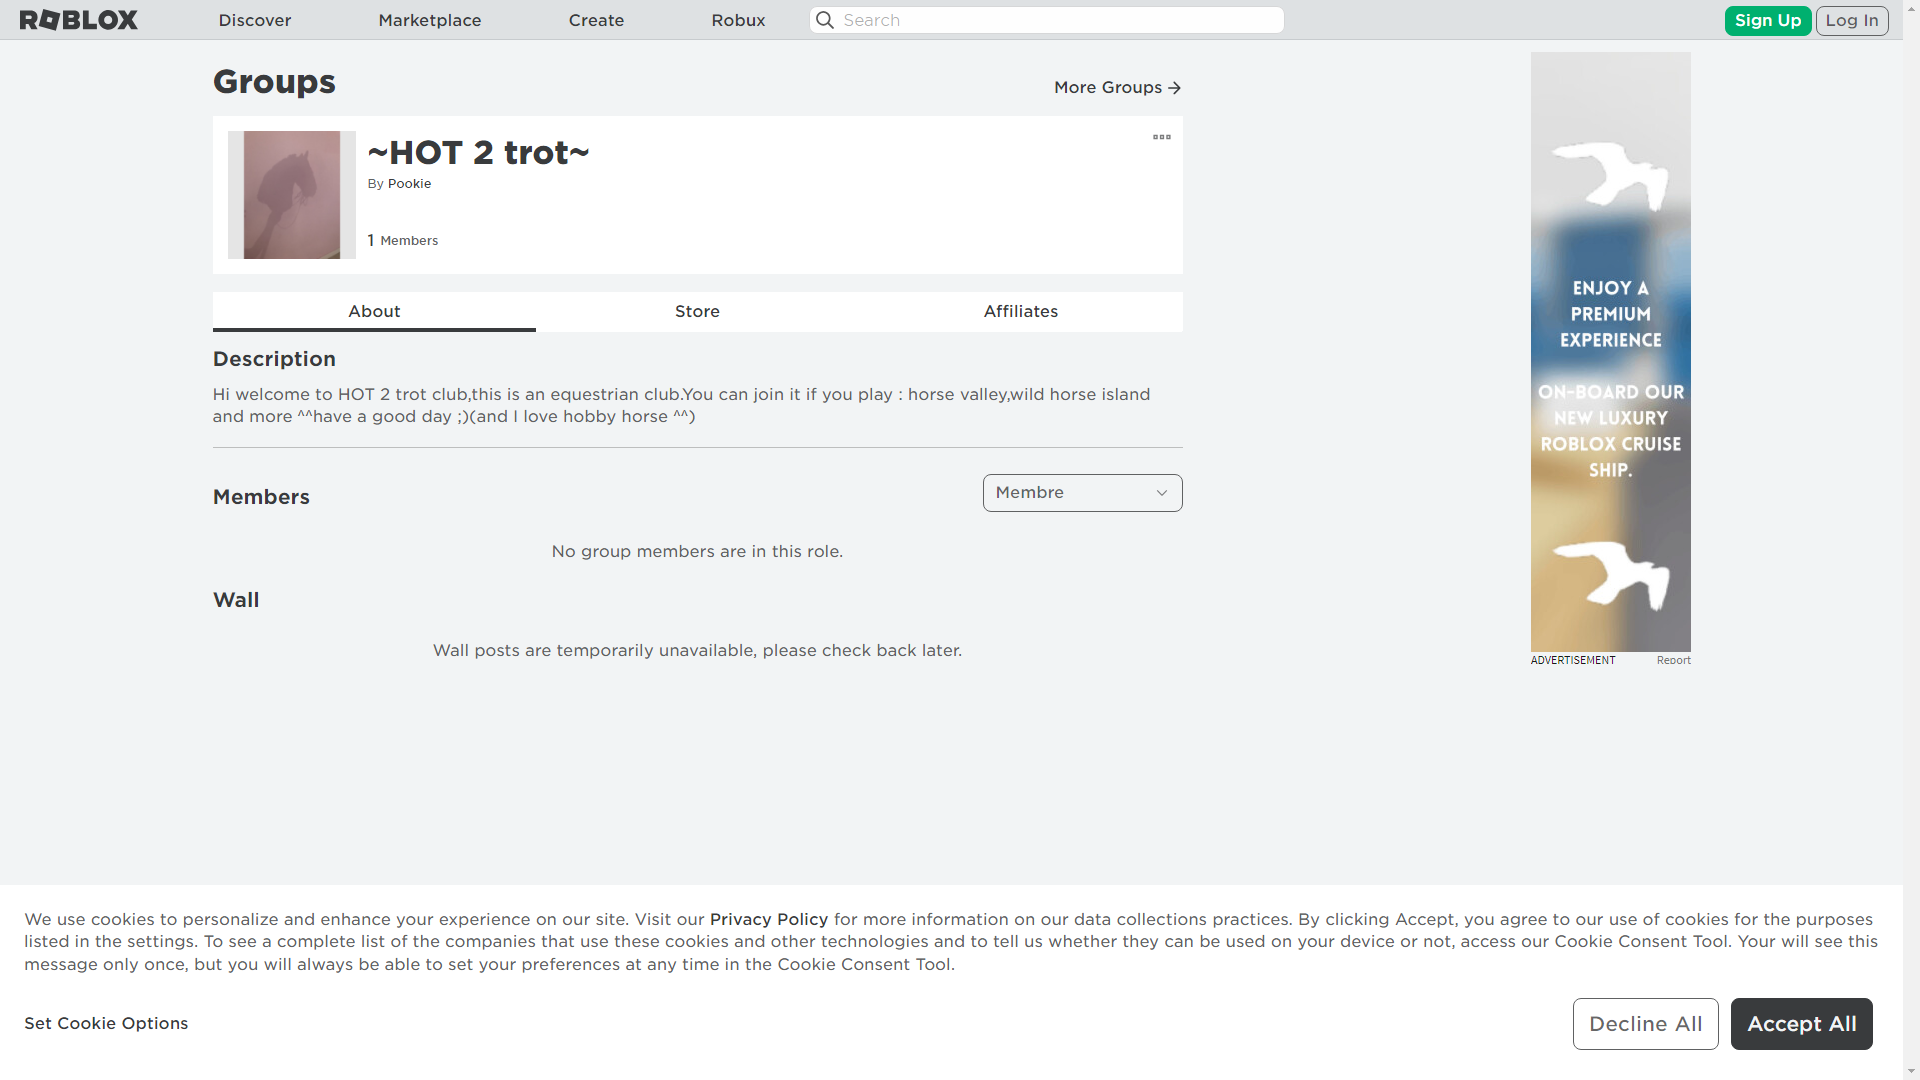 ROBLOX
Discover
Marketplace
Create
Robux
Search
Sign Up
Log In
Groups
More Groups
~HOT 2 trot~
By Pookie
1 Members
About
Store
Affiliates
Description
Hi welcome to HOT 2 trot club,this is an equestrian club.You can join it if you play : horse valley,wild horse island
and more ^^have a good day ;)(and I love hobby horse ^^)
Members
Membre
No group members are in this role.
Wall
Wall posts are temporarily unavailable, please check back later.
ENJOY A
PREMIUM
EXPERIENCE
ON-BOARD OUR
NEW LUXURY
ROBLOX CRUISE
SHIP.
ADVERTISEMENT
Report
We use cookies to personalize and enhance your experience on our site. Visit our Privacy Policy for more information on our data collections practices. By clicking Accept, you agree to our use of cookies for the purposes
listed in the settings. To see a complete list of the companies that use these cookies and other technologies and to tell us whether they can be used on your device or not, access our Cookie Consent Tool. Your will see this
message only once, but you will always be able to set your preferences at any time in the Cookie Consent Tool.
Set Cookie Options
Decline All
Accept All